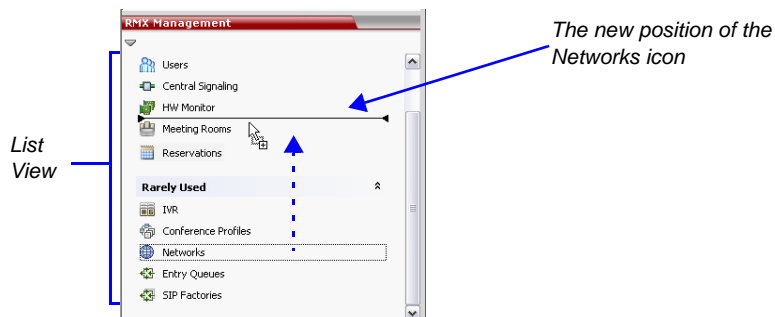 RMX Management
The new position of the
Networks icon
Users
Central Signaling
HW Monitor
Meeting Rooms
Reservations
List
View
Rarely Used
IVR
Conference Profiles
Networks
Entry Queues
SIP Factories